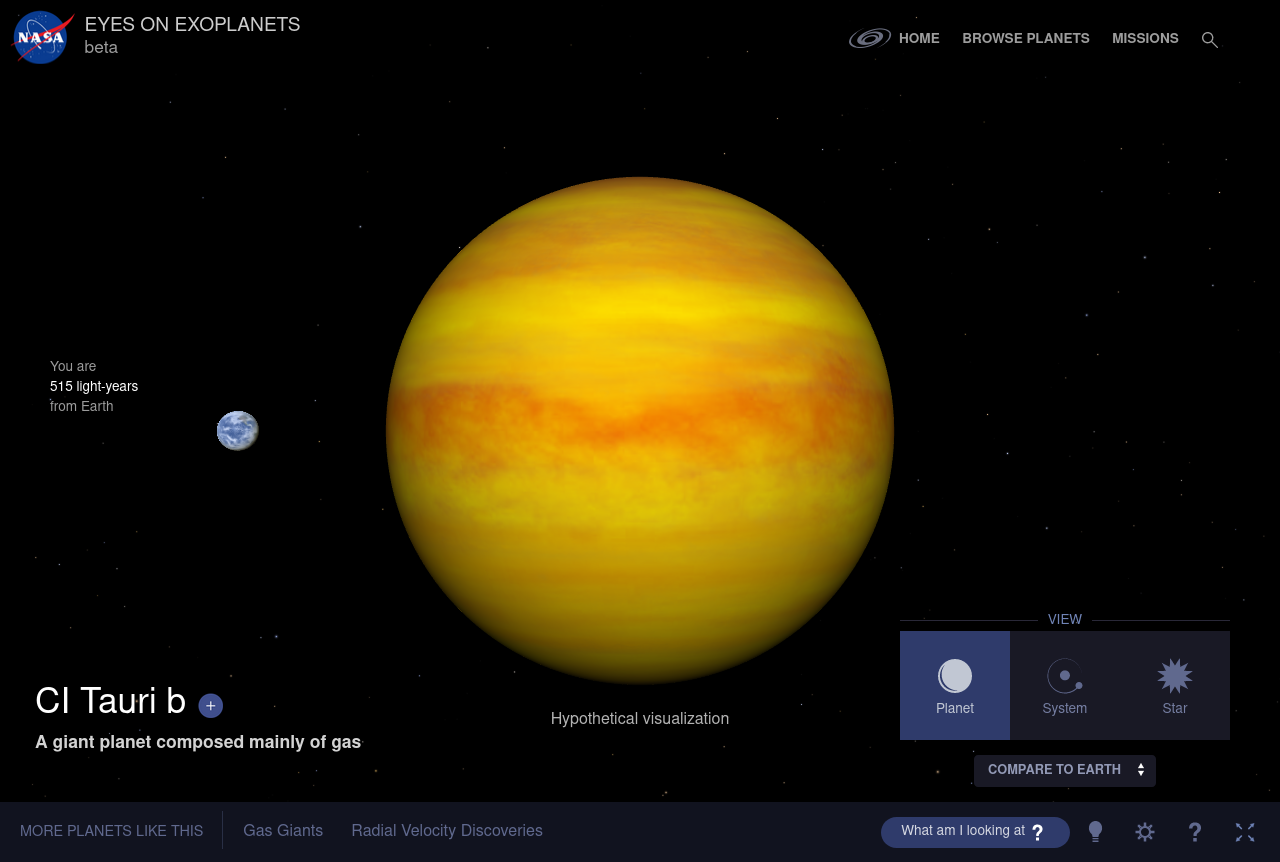 NASA
EYES ON EXOPLANETS
beta
HOME
BROWSE PLANETS
MISSIONS
You are
515 light-years
from Earth
CI Tauri b +
A giant planet composed mainly of gas
Hypothetical visualization
VIEW
Planet
System
Star
COMPARE TO EARTH
MORE PLANETS LIKE THIS
Gas Giants
Radial Velocity Discoveries
What am I looking at ?
?